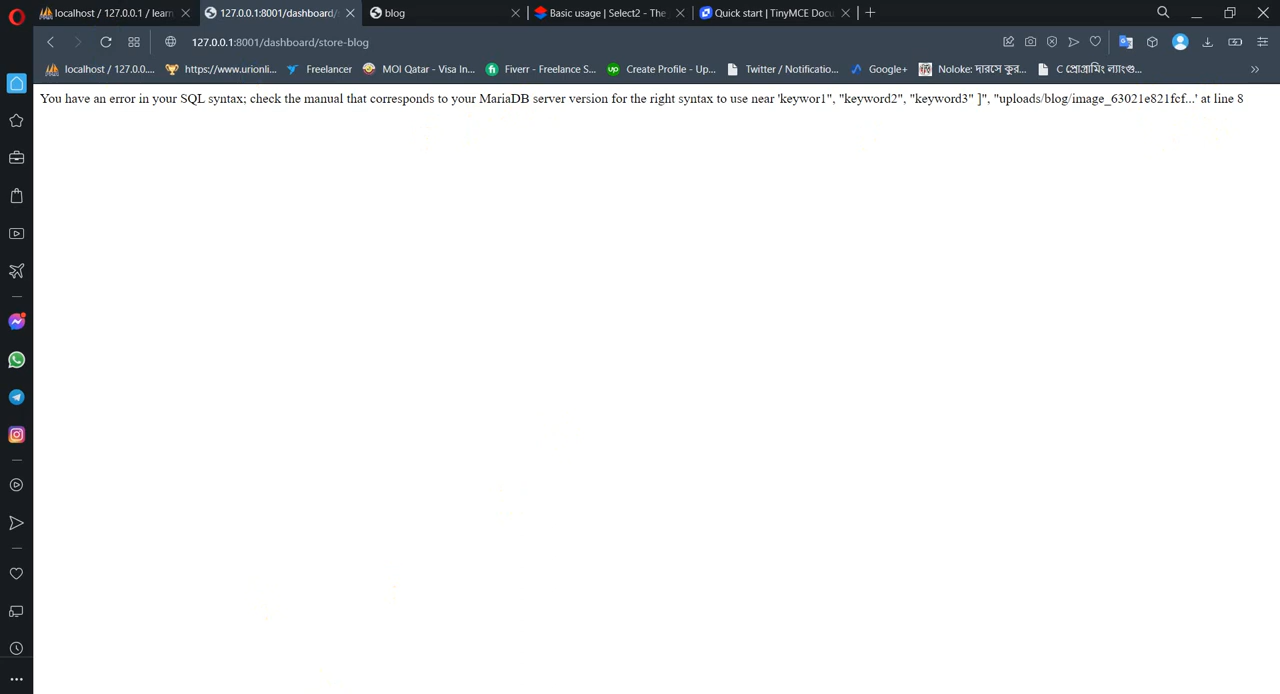 localhost / 127.0.0.1 / learn
127.0.0.1:8001/dashboard/
blog
Basic usage | Select2 - The
Quick start | TinyMCE Docu
127.0.0.1:8001/dashboard/store-blog
localhost / 127.0.0....
https://www.urionli...
Freelancer
MOI Qatar - Visa In...
Fiverr - Freelance S...
Create Profile - Up...
Twitter / Notificatio...
Google+
Noloke: দারসে কুর...
C প্রোগ্রামিং ল্যাংগু...
You have an error in your SQL syntax; check the manual that corresponds to your MariaDB server version for the right syntax to use near 'keywor1", "keyword2", "keyword3" ]", "uploads/blog/image_63021e821fcf...' at line 8